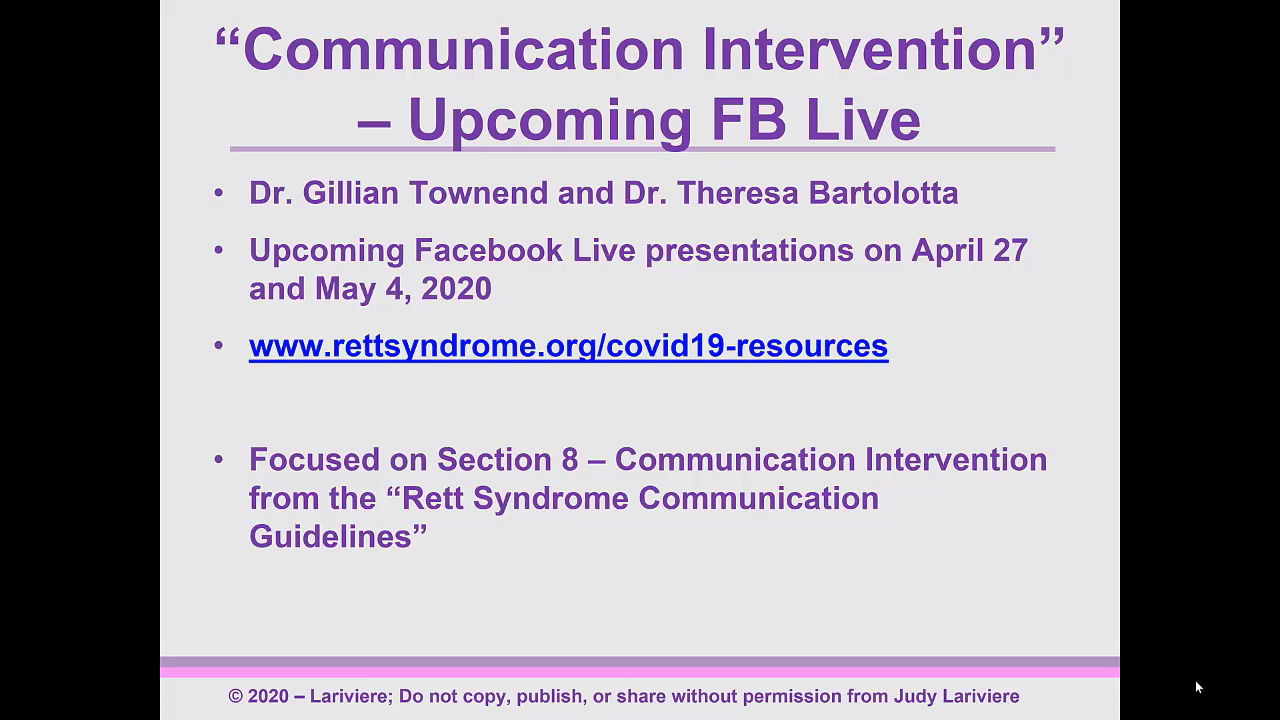 “Communication Intervention”
– Upcoming FB Live
• Dr. Gillian Townend and Dr. Theresa Bartolotta
• Upcoming Facebook Live presentations on April 27
and May 4, 2020
• www.rettsyndrome.org/covid19-resources
• Focused on Section 8 – Communication Intervention
from the “Rett Syndrome Communication
Guidelines”
© 2020 – Lariviere; Do not copy, publish, or share without permission from Judy Lariviere